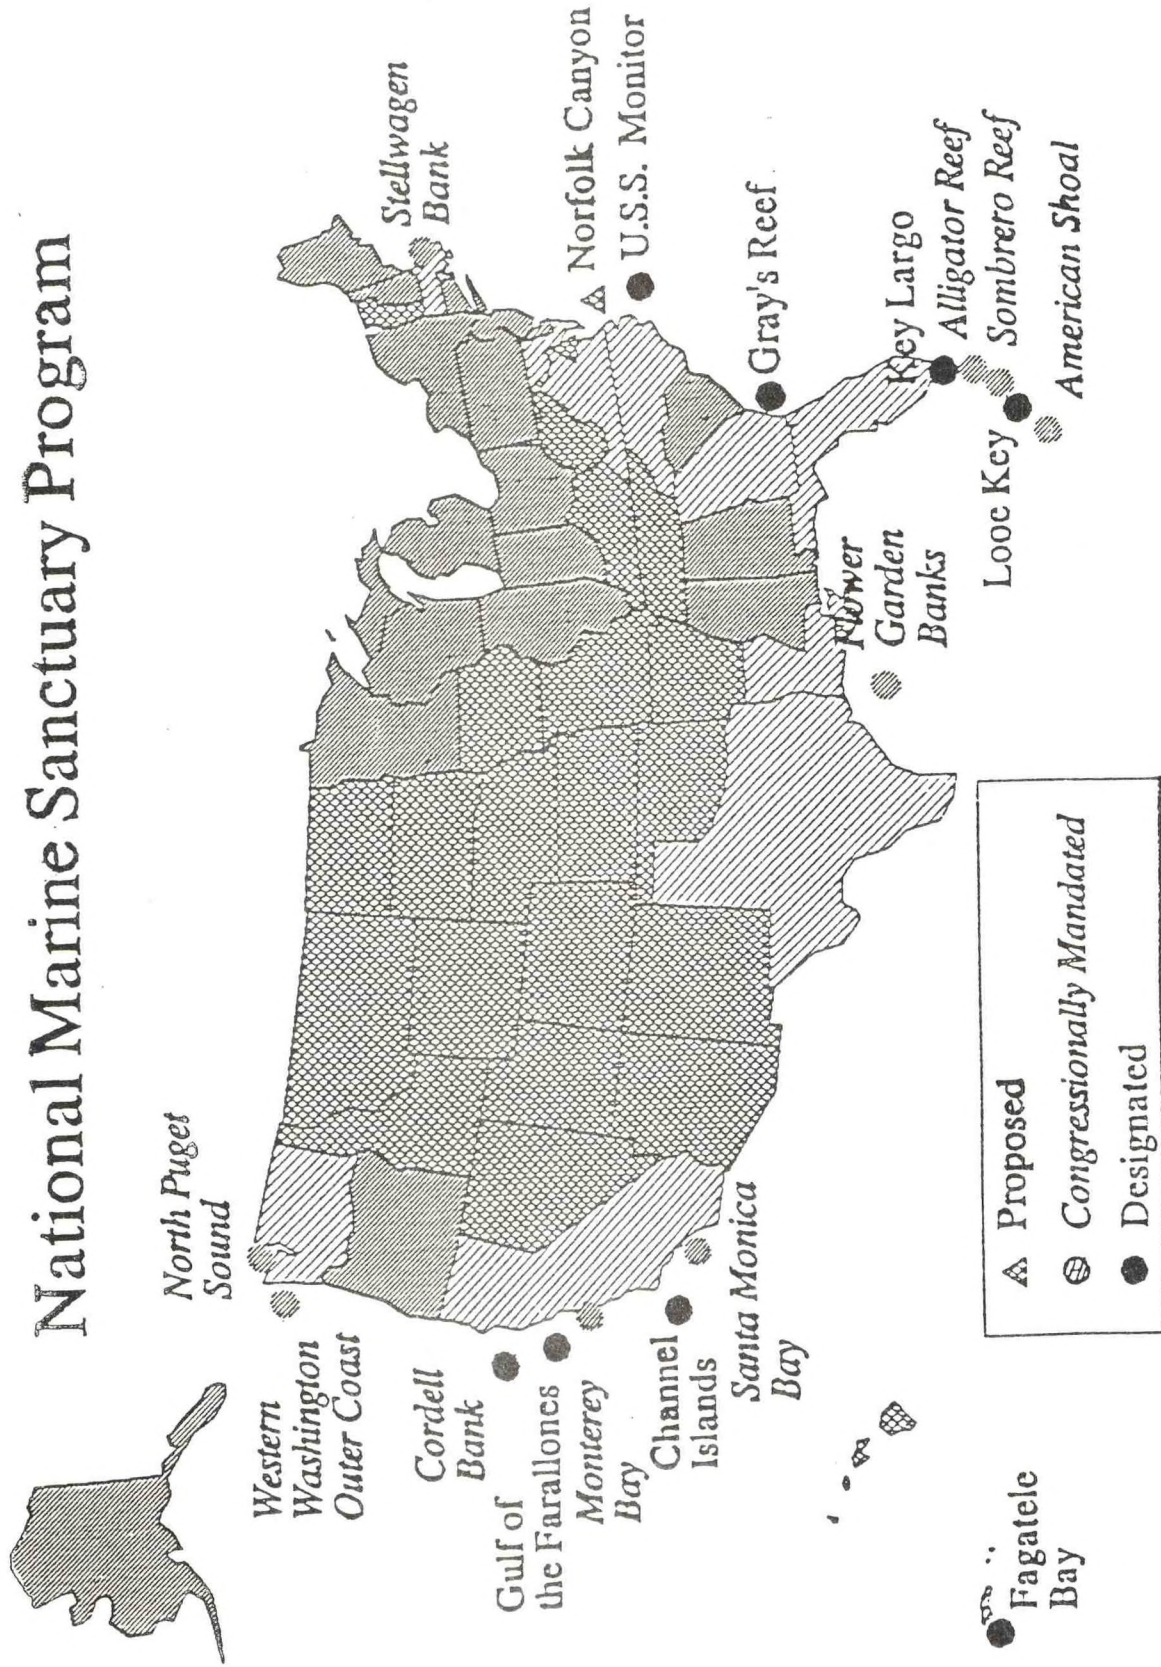 National Marine Sanctuary Program
North Puget
Sound
Western
Washington
Outer Coast
Cordell
Bank
Gulf of
the Farallones
Monterey
Bay
Channel
Islands
Santa Monica
Bay
Fagatele
Bay
Stellwagen
Bank
Norfolk Canyon
U.S.S. Monitor
Gray's Reef
Key Largo
Alligator Reef
Sombrero Reef
American Shoal
Looe Key
Flower
Garden
Banks
Proposed
Congressionally Mandated
Designated